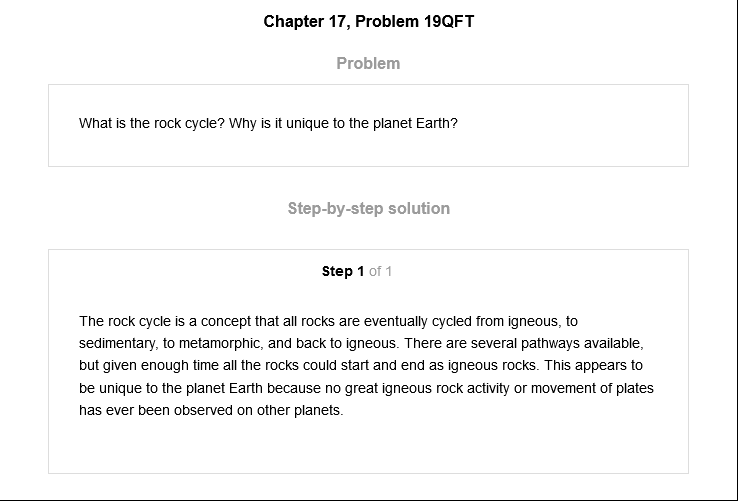 Chapter 17, Problem 19QFT
Problem
What is the rock cycle? Why is it unique to the planet Earth?
Step-by-step solution
Step 1 of 1
The rock cycle is a concept that all rocks are eventually cycled from igneous, to
sedimentary, to metamorphic, and back to igneous. There are several pathways available,
but given enough time all the rocks could start and end as igneous rocks. This appears to
be unique to the planet Earth because no great igneous rock activity or movement of plates
has ever been observed on other planets.